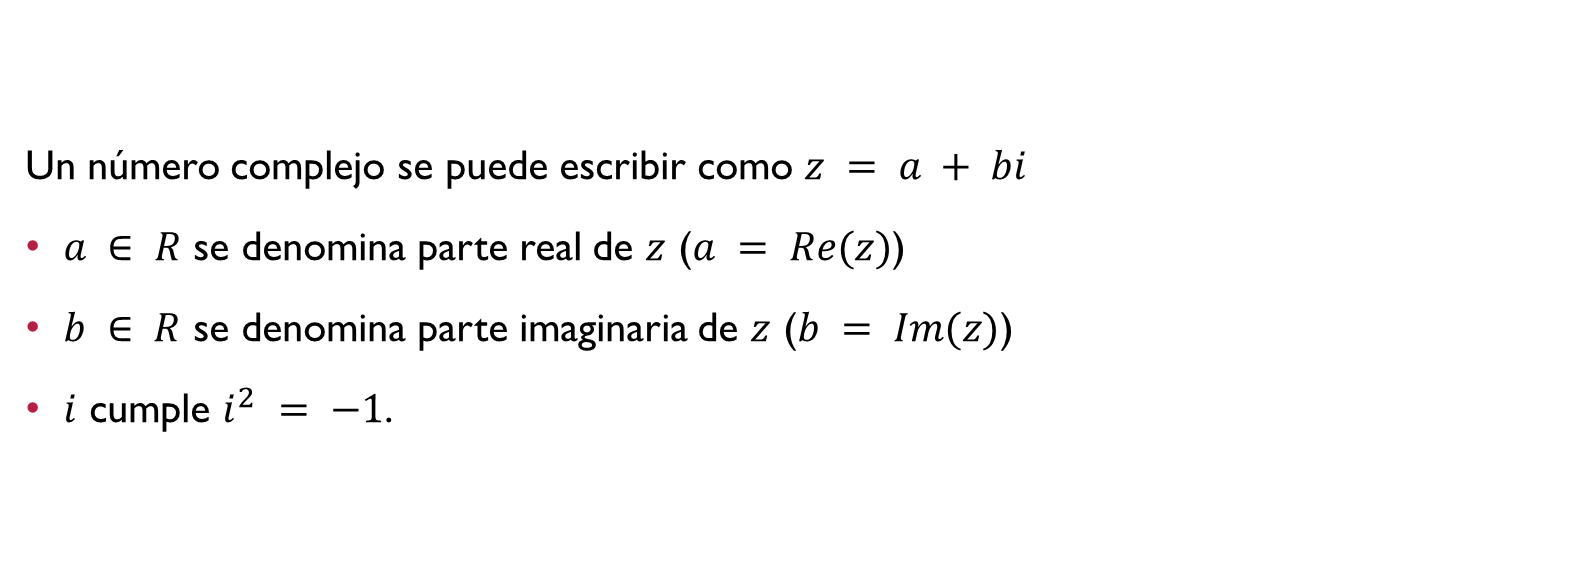 Un número complejo se puede escribir como z = a + bi
• a ∈ R se denomina parte real de z (a = Re(z))
• b ∈ R se denomina parte imaginaria de z (b = Im(z))
• i cumple i² = −1.